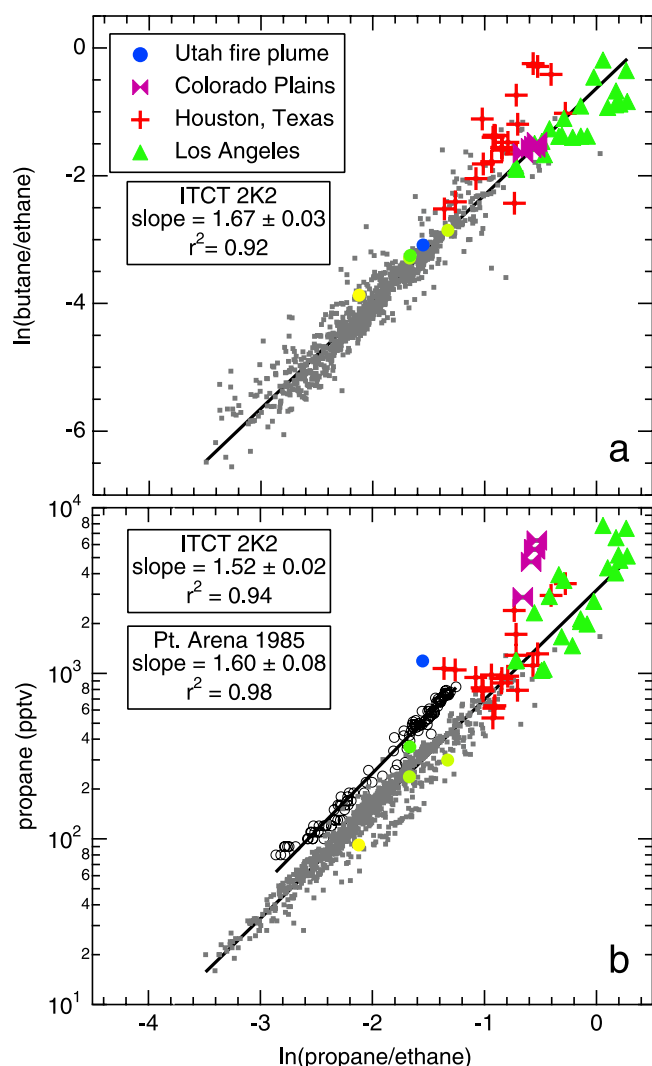 0
Utah fire plume
Colorado Plains
Houston, Texas
Los Angeles
ITCT 2K2
slope = 1.67 ± 0.03
r² = 0.92
-2
-4
-6
ln(butane/ethane)
a
10⁴
8
6
4
2
10³
8
6
4
2
10²
8
6
4
2
10¹
propane (pptv)
ITCT 2K2
slope = 1.52 ± 0.02
r² = 0.94
Pt. Arena 1985
slope = 1.60 ± 0.08
r² = 0.98
b
-4 -3 -2 -1 0
ln(propane/ethane)